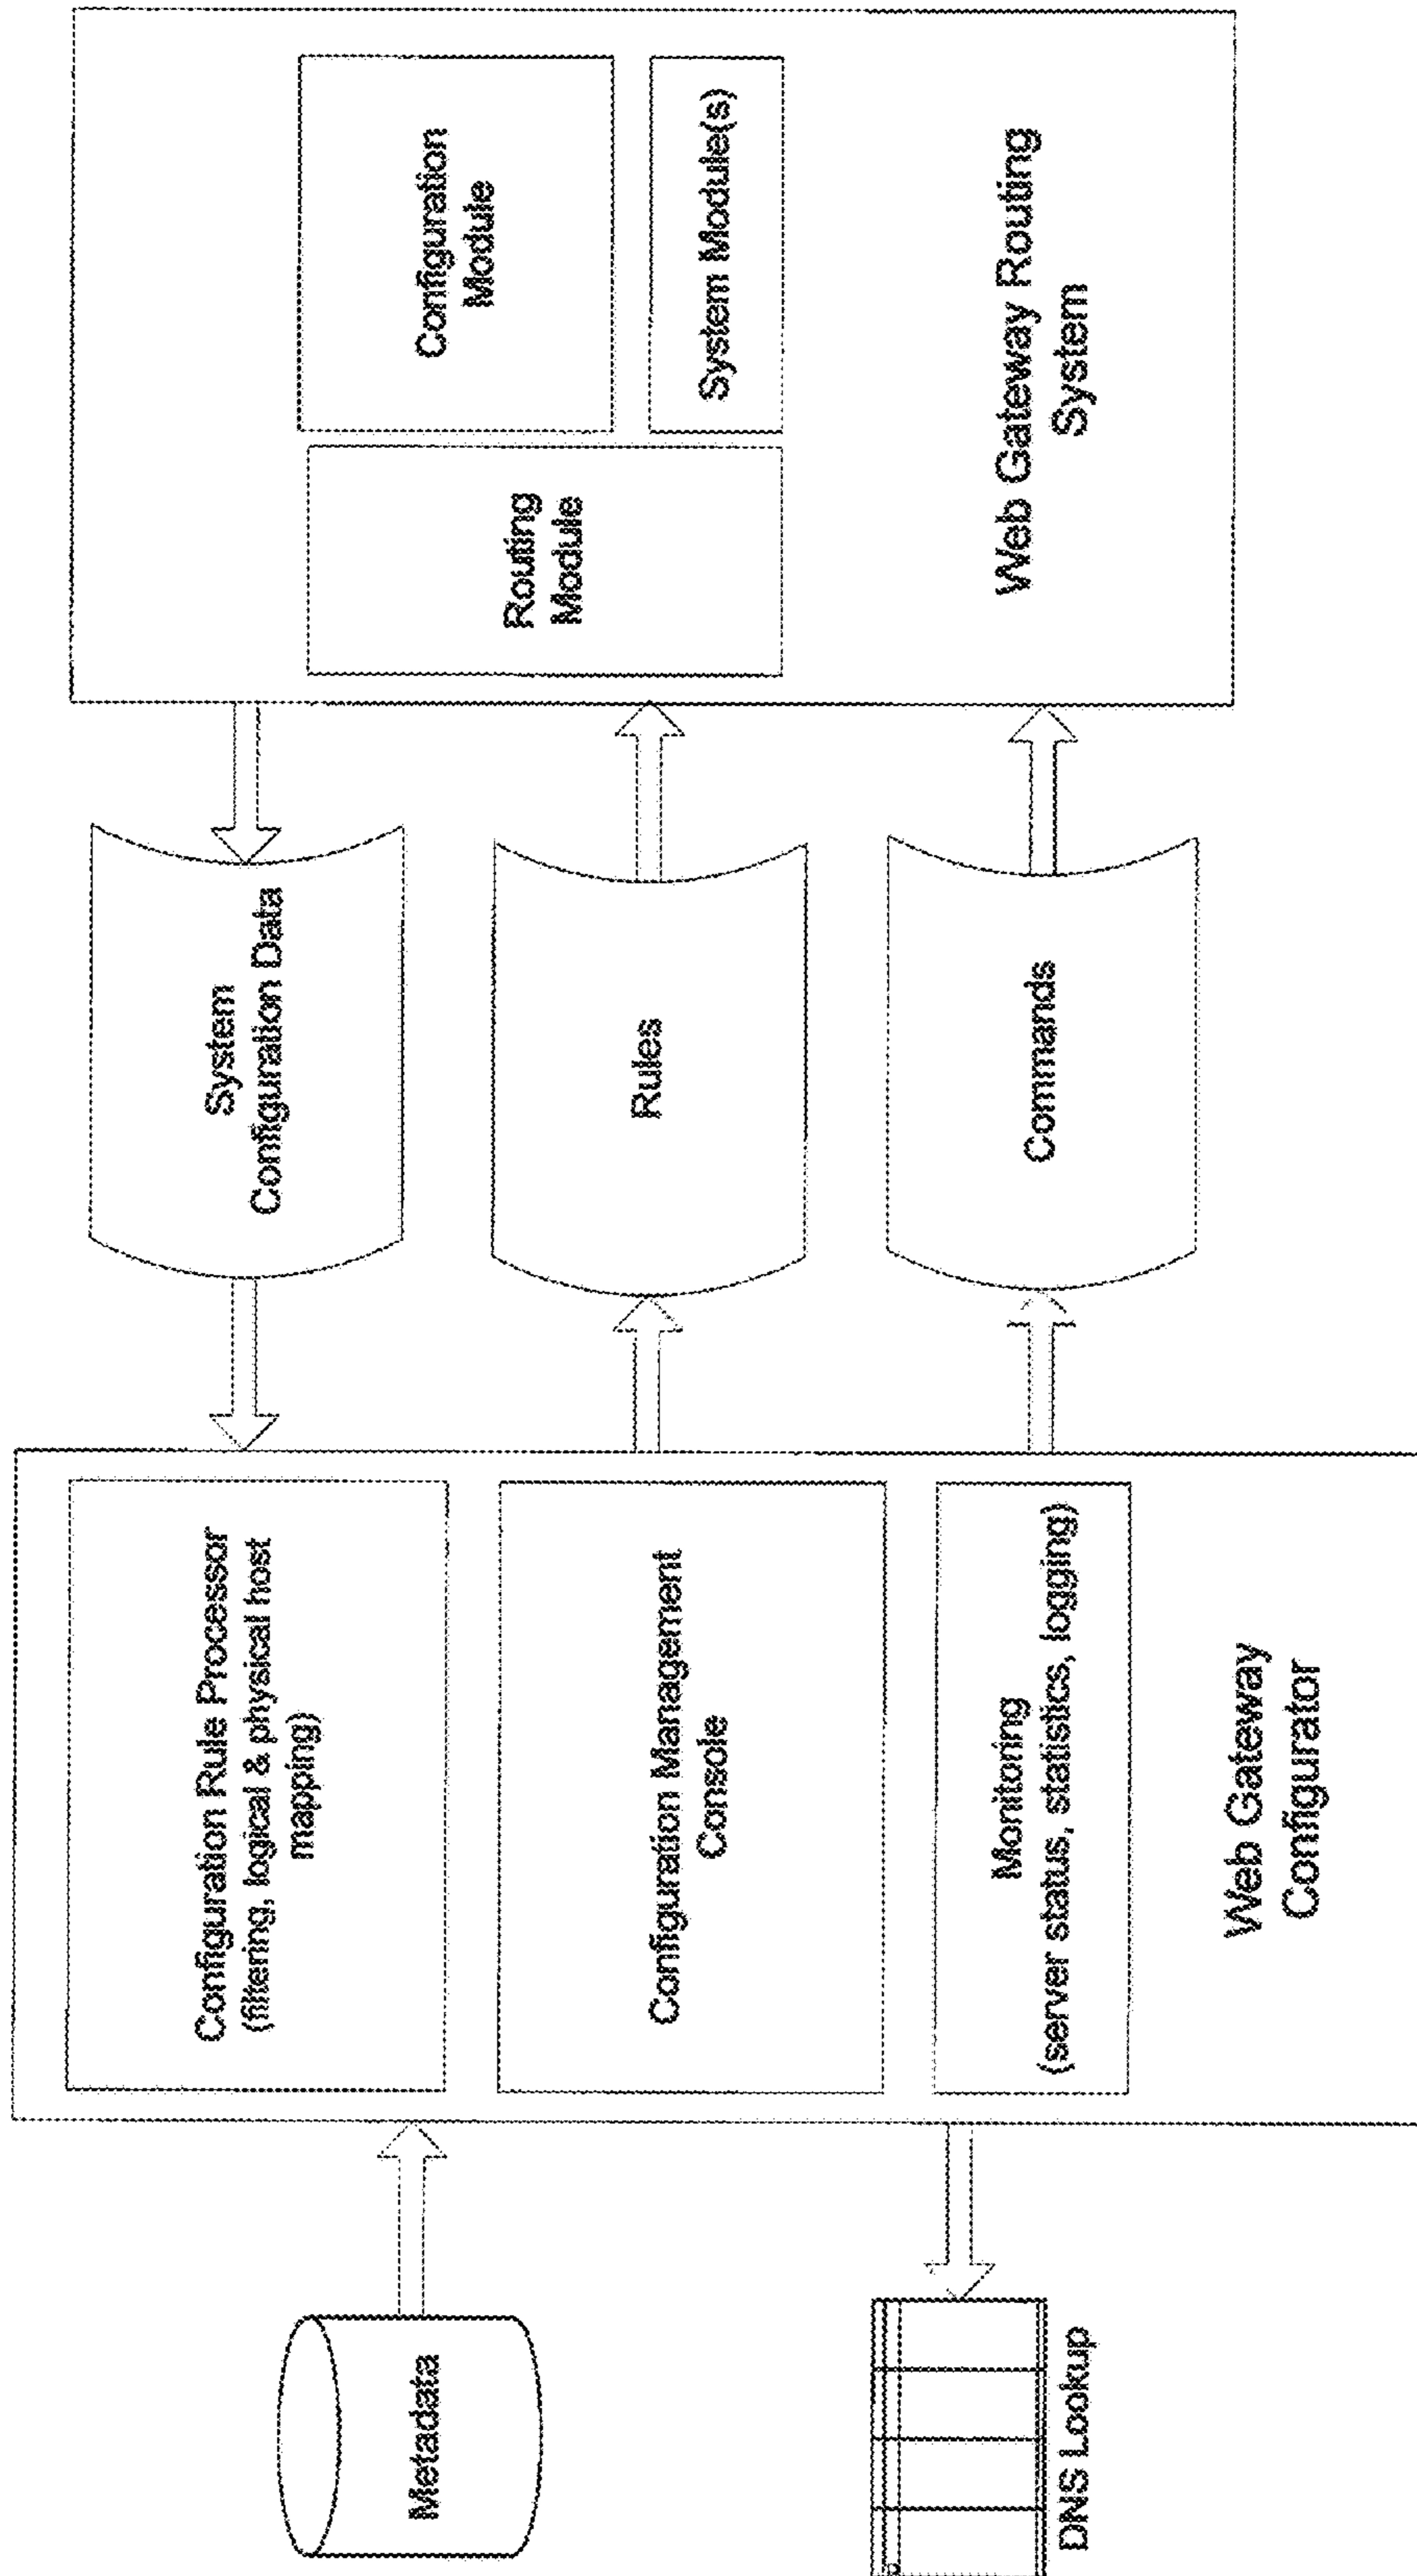 Metadata
DNS Lookup
Configuration Rule Processor
(filtering, logical & physical host
mapping)
Configuration Management
Console
Monitoring
(server status, statistics, logging)
Web Gateway
Configurator
System
Configuration Data
Rules
Commands
Routing
Module
Configuration
Module
System Module(s)
Web Gateway Routing
System